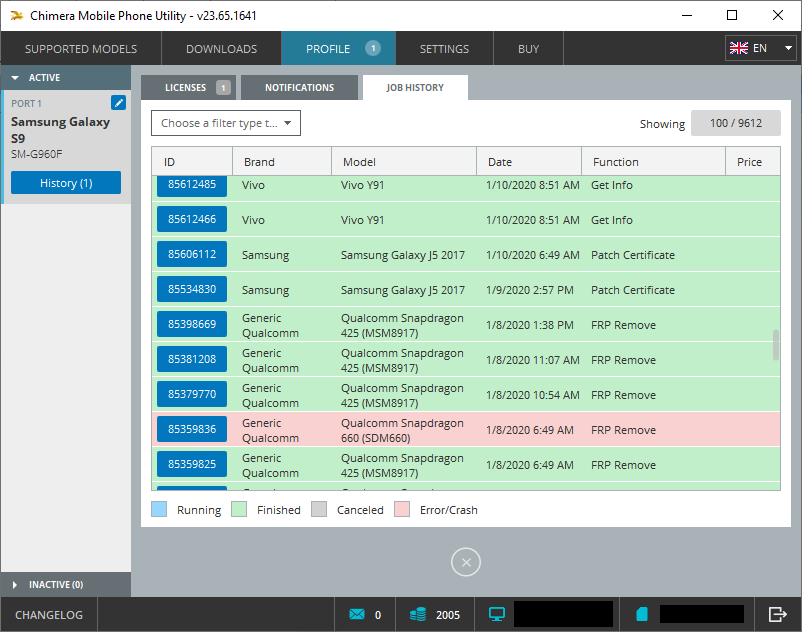 Chimera Mobile Phone Utility - v23.65.1641
SUPPORTED MODELS DOWNLOADS PROFILE 1 SETTINGS BUY EN
ACTIVE
PORT 1
Samsung Galaxy
S9
SM-G960F
History (1)
LICENSES 1 NOTIFICATIONS JOB HISTORY
Choose a filter type t... Showing 100 / 9612
ID Brand Model Date Function Price
85612485 Vivo Vivo Y91 1/10/2020 8:51 AM Get Info
85612466 Vivo Vivo Y91 1/10/2020 8:51 AM Get Info
85606112 Samsung Samsung Galaxy J5 2017 1/10/2020 6:49 AM Patch Certificate
85534830 Samsung Samsung Galaxy J5 2017 1/9/2020 2:57 PM Patch Certificate
85398669 Generic Qualcomm Qualcomm Snapdragon 425 (MSM8917) 1/8/2020 1:38 PM FRP Remove
85381208 Generic Qualcomm Qualcomm Snapdragon 425 (MSM8917) 1/8/2020 11:07 AM FRP Remove
85379770 Generic Qualcomm Qualcomm Snapdragon 425 (MSM8917) 1/8/2020 10:54 AM FRP Remove
85359836 Generic Qualcomm Qualcomm Snapdragon 660 (SDM660) 1/8/2020 6:49 AM FRP Remove
85359825 Generic Qualcomm Qualcomm Snapdragon 425 (MSM8917) 1/8/2020 6:49 AM FRP Remove
Running Finished Canceled Error/Crash
INACTIVE (0)
CHANGELOG 0 2005